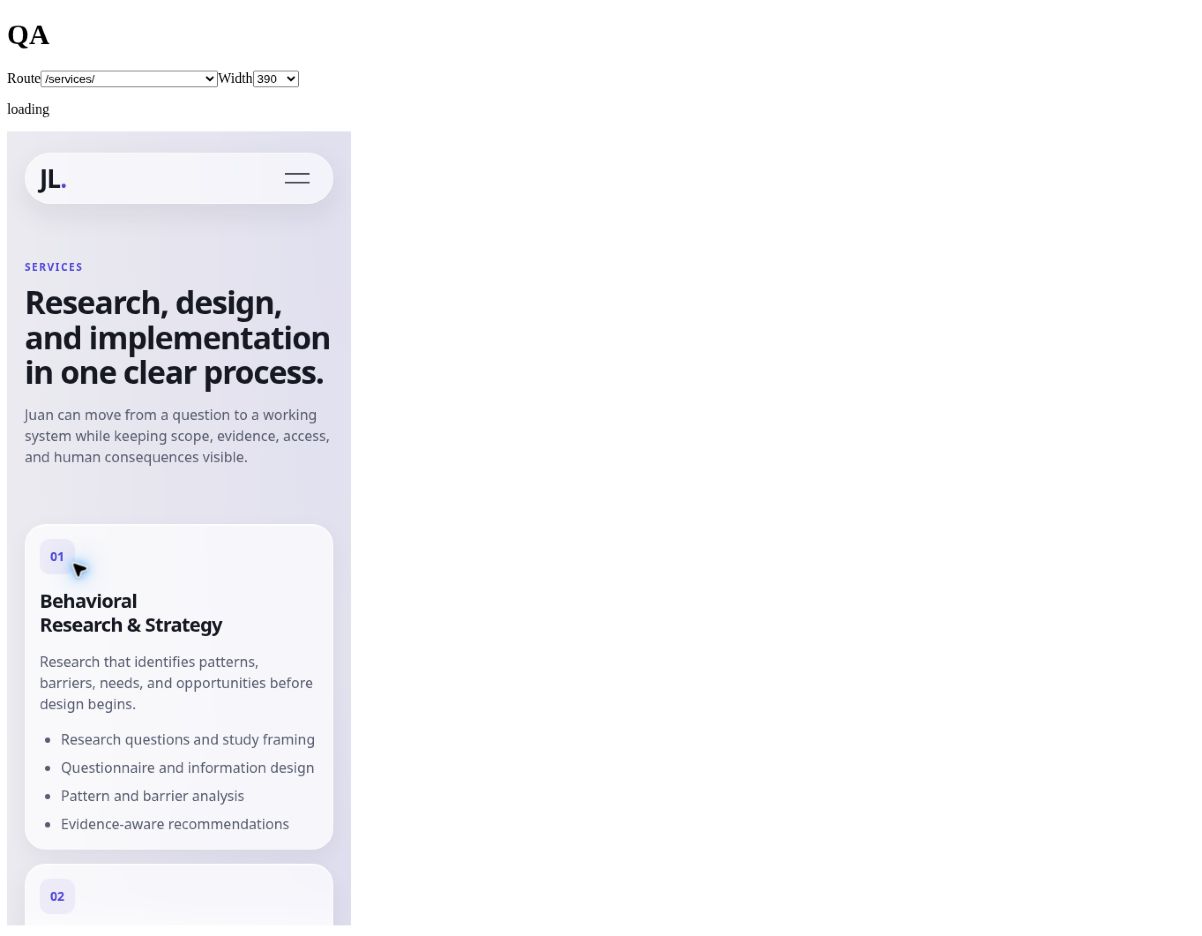 QA
Route /services/ Width 390
loading
JL.
SERVICES
Research, design,
and implementation
in one clear process.
Juan can move from a question to a working
system while keeping scope, evidence, access,
and human consequences visible.
01
Behavioral
Research & Strategy
Research that identifies patterns,
barriers, needs, and opportunities before
design begins.
• Research questions and study framing
• Questionnaire and information design
• Pattern and barrier analysis
• Evidence-aware recommendations
02